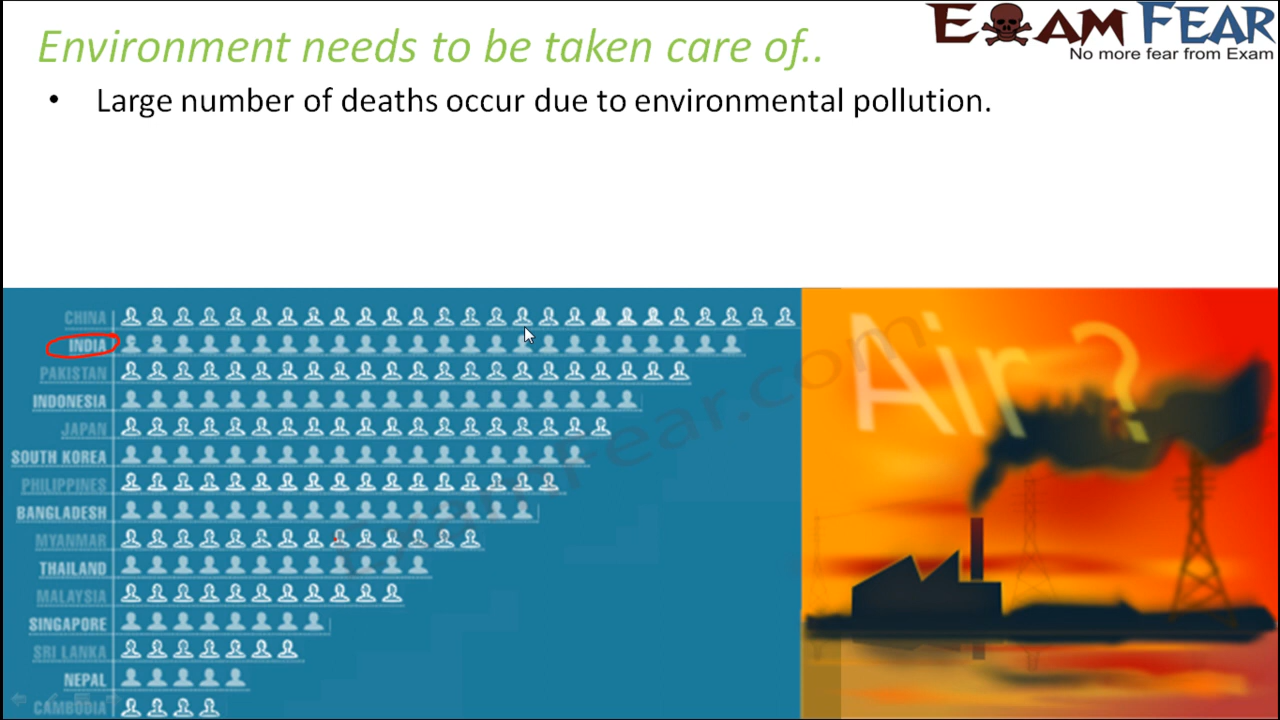 Environment needs to be taken care of..
EXAM FEAR
No more fear from Exam
• Large number of deaths occur due to environmental pollution.
CHINA
INDIA
PAKISTAN
INDONESIA
JAPAN
SOUTH KOREA
PHILIPPINES
BANGLADESH
MYANMAR
THAILAND
MALAYSIA
SINGAPORE
SRI LANKA
NEPAL
CAMBODIA
Air ?
examfear.com